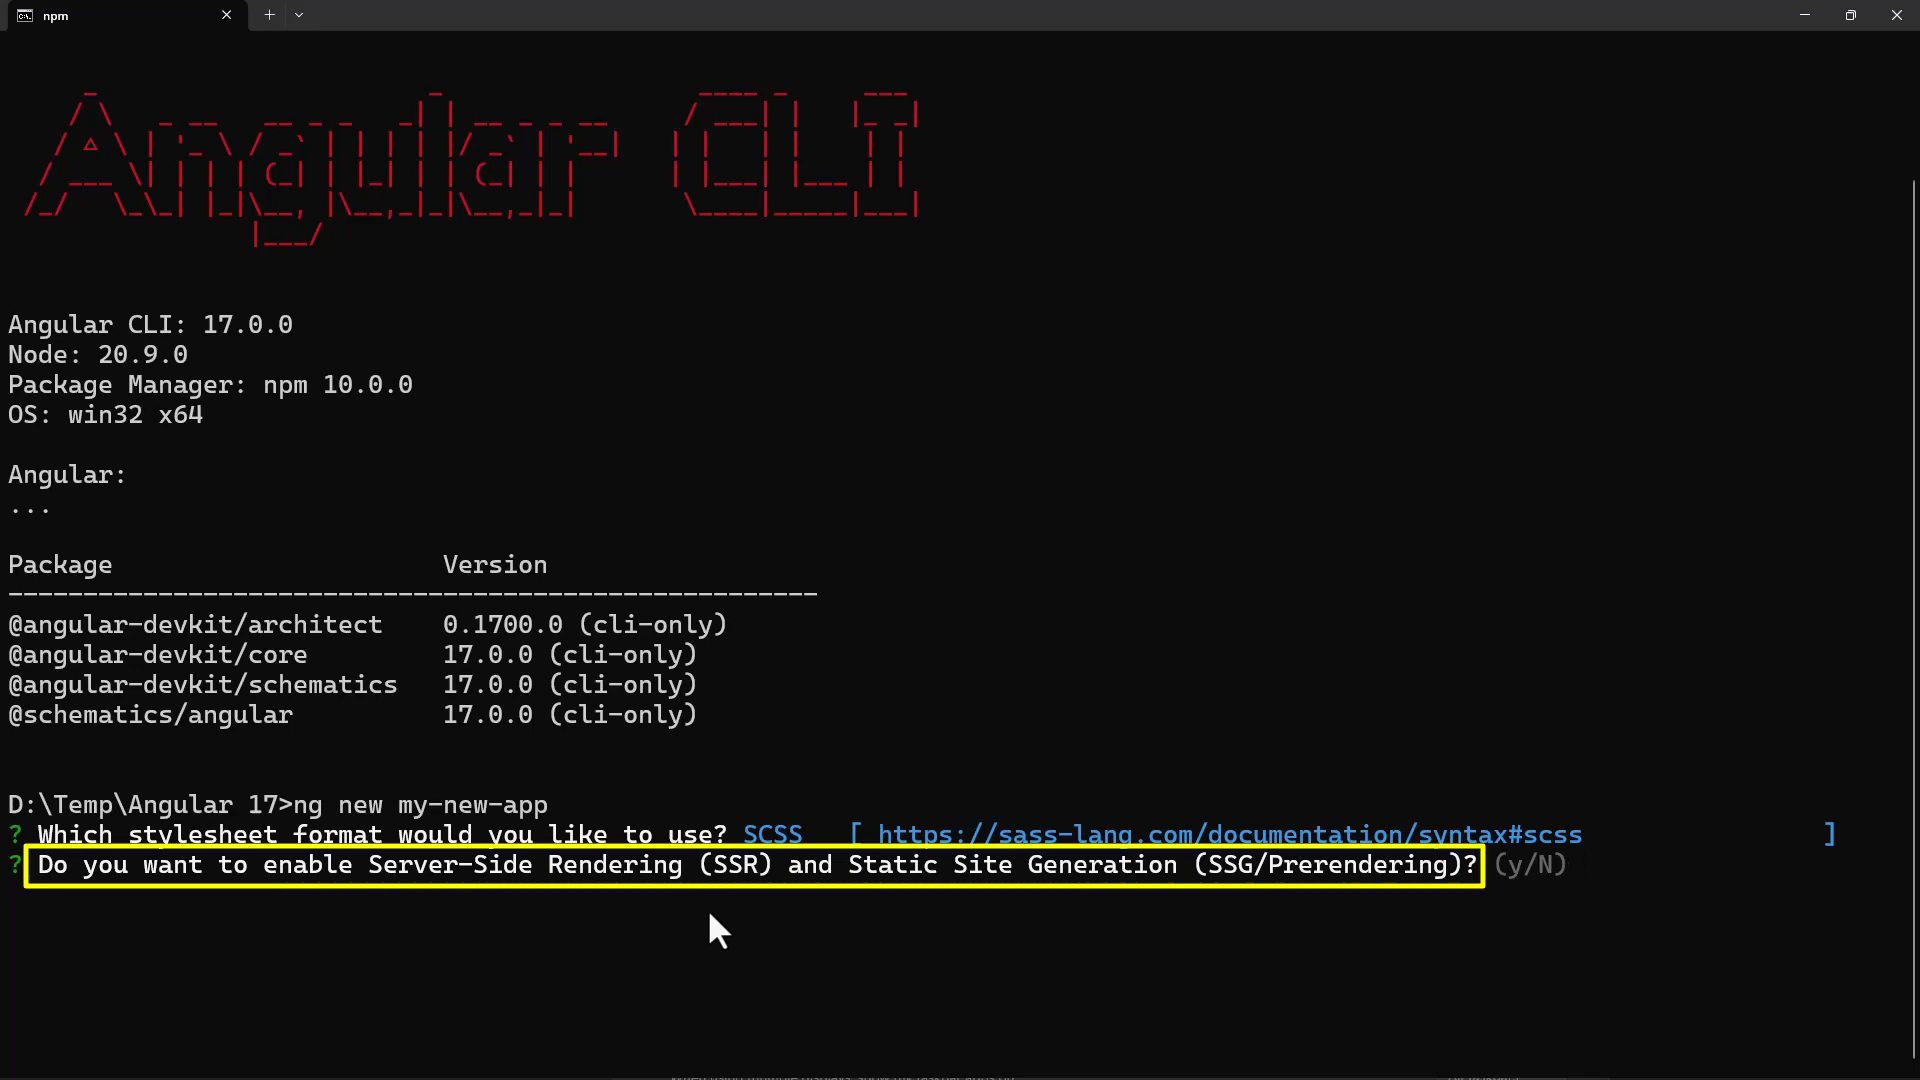 npm
Angular CLI
Angular CLI: 17.0.0
Node: 20.9.0
Package Manager: npm 10.0.0
OS: win32 x64
Angular:
...
Package Version
------------------------------------------------------
@angular-devkit/architect 0.1700.0 (cli-only)
@angular-devkit/core 17.0.0 (cli-only)
@angular-devkit/schematics 17.0.0 (cli-only)
@schematics/angular 17.0.0 (cli-only)
D:\Temp\Angular 17>ng new my-new-app
? Which stylesheet format would you like to use? SCSS [ https://sass-lang.com/documentation/syntax#scss ]
? Do you want to enable Server-Side Rendering (SSR) and Static Site Generation (SSG/Prerendering)? (y/N)